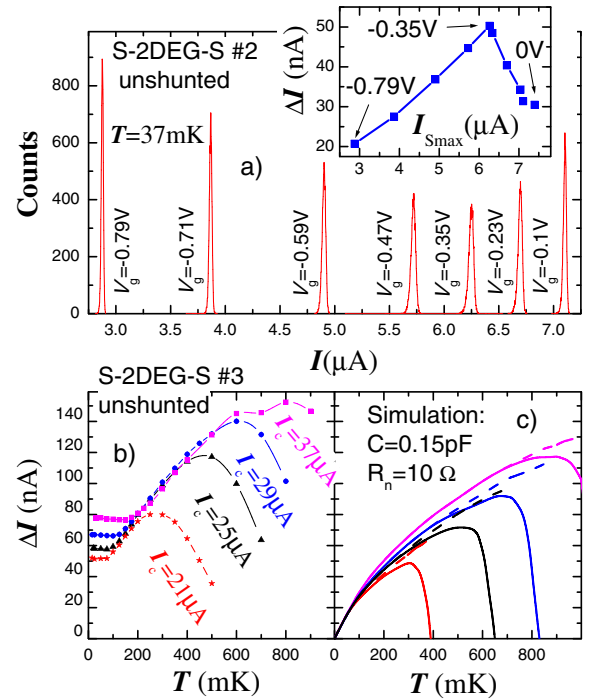 S-2DEG-S #2
unshunted
T=37mK
a)
Counts
0
200
400
600
800
V_g=-0.79V
V_g=-0.71V
V_g=-0.59V
V_g=-0.47V
V_g=-0.35V
V_g=-0.23V
V_g=-0.1V
3.0 3.5 4.0 4.5 5.0 5.5 6.0 6.5 7.0
I(μA)
50
40
30
20
ΔI (nA)
-0.35V
0V
-0.79V
I_Smax (μA)
3 4 5 6 7
S-2DEG-S #3
unshunted
b)
140
120
100
80
60
40
20
0
ΔI (nA)
I_c=37μA
I_c=29μA
I_c=25μA
I_c=21μA
0 200 400 600 800
T (mK)
c)
Simulation:
C=0.15pF
R_n=10 Ω
400 800
T (mK)